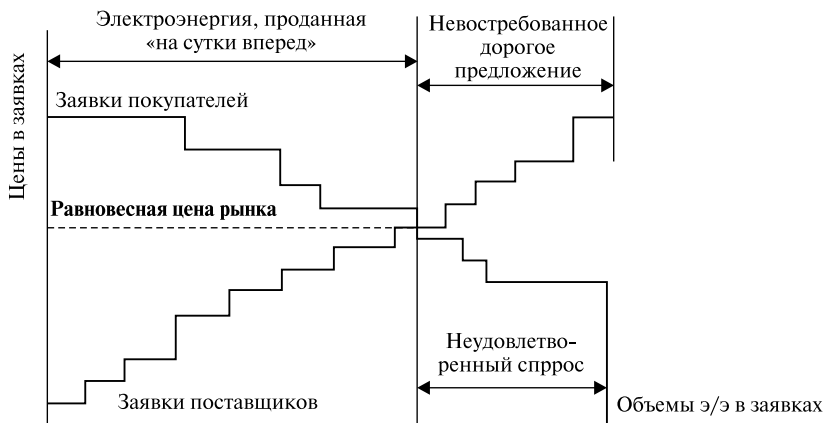 Электроэнергия, проданная
«на сутки вперед»
Невостребованное
дорогое
предложение
Цены в заявках
Заявки покупателей
Равновесная цена рынка
Неудовлетво-
ренный спррос
Заявки поставщиков
Объемы э/э в заявках